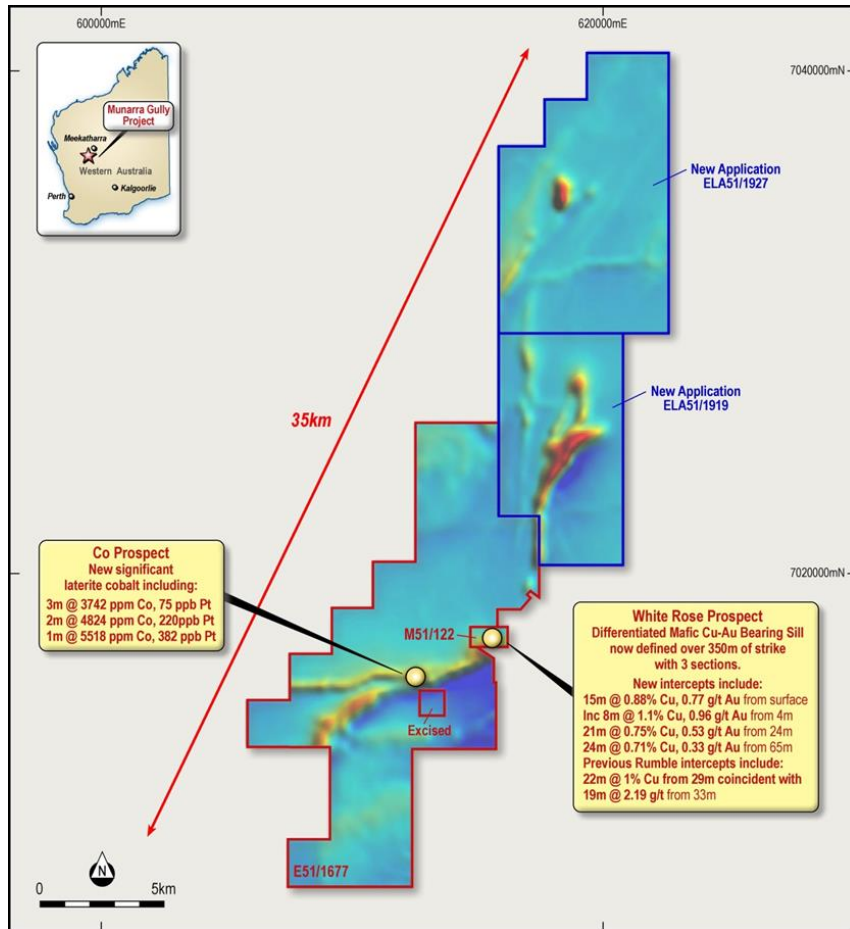 600000mE
620000mE
7040000mN
Munarra Gully
Project
Meekatharra
Western Australia
Kalgoorlie
Perth
New Application
ELA51/1927
New Application
ELA51/1919
35km
7020000mN
Co Prospect
New significant
laterite cobalt including:
3m @ 3742 ppm Co, 75 ppb Pt
2m @ 4824 ppm Co, 220ppb Pt
1m @ 5518 ppm Co, 382 ppb Pt
M51/122
White Rose Prospect
Differentiated Mafic Cu-Au Bearing Sill
now defined over 350m of strike
with 3 sections.
New intercepts include:
15m @ 0.88% Cu, 0.77 g/t Au from surface
Inc 8m @ 1.1% Cu, 0.96 g/t Au from 4m
21m @ 0.75% Cu, 0.53 g/t Au from 24m
24m @ 0.71% Cu, 0.33 g/t Au from 65m
Previous Rumble intercepts include:
22m @ 1% Cu from 29m coincident with
19m @ 2.19 g/t from 33m
Excised
E51/1677
N
0 5km